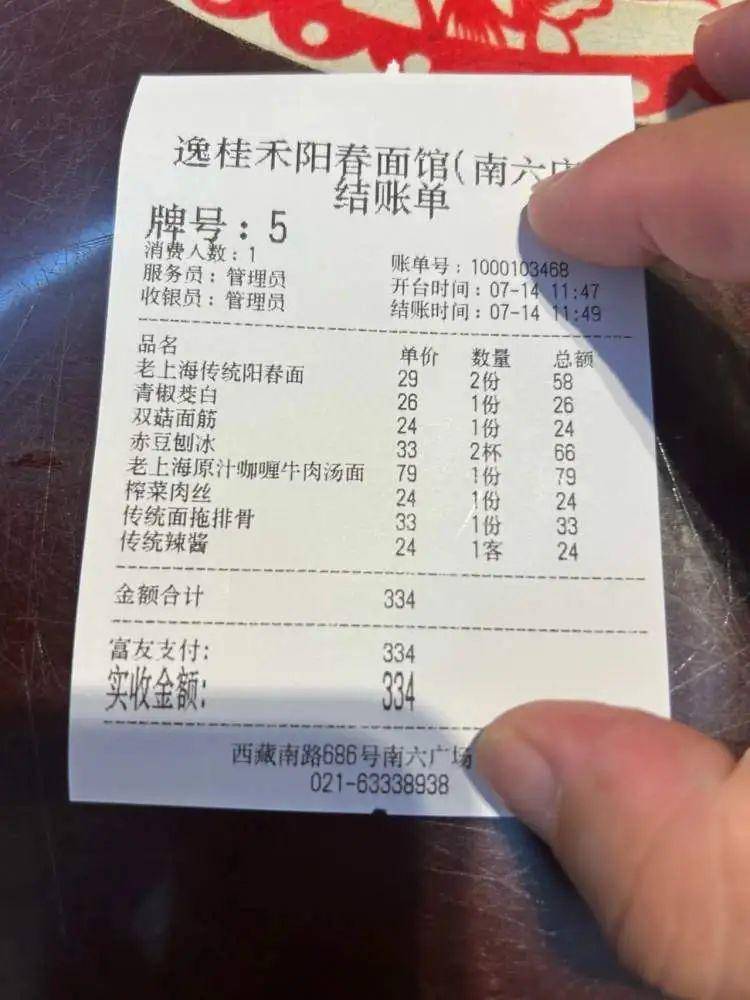 逸桂禾阳春面馆(南六
结账单
牌号:5
消费人数:1
服务员:管理员
收银员:管理员
账单号:1000103468
开台时间:07-14 11:47
结账时间:07-14 11:49
品名 单价 数量 总额
老上海传统阳春面 29 2份 58
青椒茭白 26 1份 26
双菇面筋 24 1份 24
赤豆刨冰 33 2杯 66
老上海原汁咖喱牛肉汤面 79 1份 79
榨菜肉丝 24 1份 24
传统面拖排骨 33 1份 33
传统辣酱 24 1客 24
金额合计 334
富友支付: 334
实收金额: 334
西藏南路686号南六广场
021-63338938